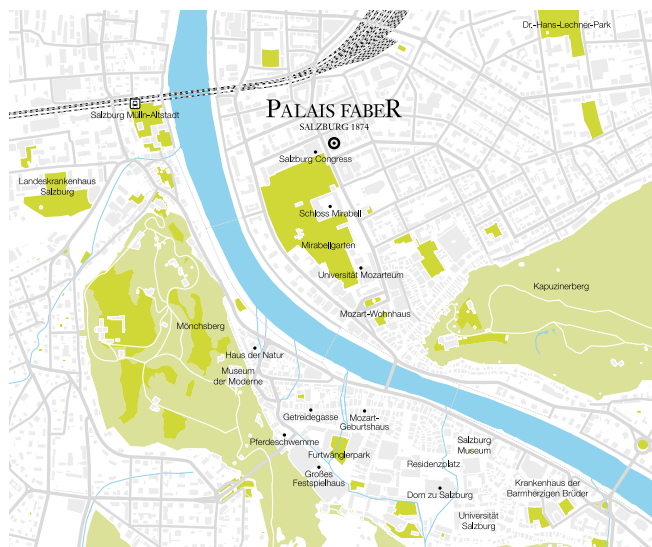 Dr.-Hans-Lechner-Park
PALAIS FABER
SALZBURG 1874
Salzburg Mülln-Altstadt
Salzburg Congress
Landeskrankenhaus
Salzburg
Schloss Mirabell
Mirabellgarten
Universität Mozarteum
Kapuzinerberg
Mozart-Wohnhaus
Mönchsberg
Haus der Natur
Museum
der Moderne
Getreidegasse
Mozart-
Geburtshaus
Pferdeschwemme
Furtwänglerpark
Salzburg
Museum
Großes
Festspielhaus
Residenzplatz
Dom zu Salzburg
Krankenhaus der
Barmherzigen Brüder
Universität
Salzburg